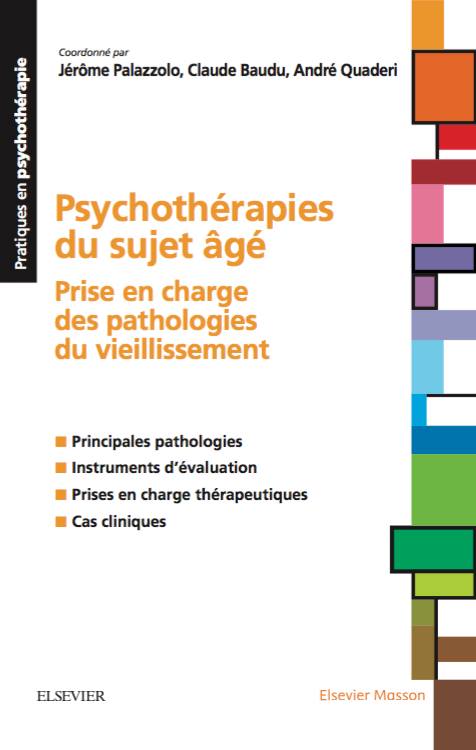 Pratiques en psychothérapie
Coordonné par
Jérôme Palazzolo, Claude Baudu, André Quaderi
Psychothérapies
du sujet âgé
Prise en charge
des pathologies
du vieillissement
Principales pathologies
Instruments d'évaluation
Prises en charge thérapeutiques
Cas cliniques
ELSEVIER
Elsevier Masson